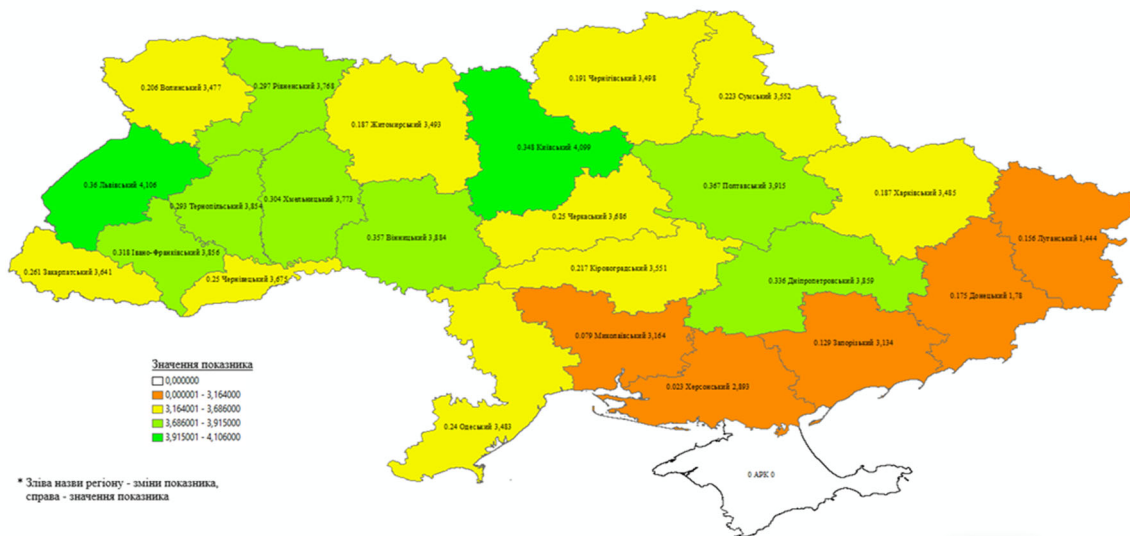 0.191 Чернігівський 3,498
0.297 Рівненський 3,768
0.206 Волинський 3,477
0.223 Сумський 3,552
0.187 Житомирський 3,493
0.348 Київський 4,099
0.36 Львівський 4,106
0.367 Полтавський 3,915
0.187 Харківський 3,485
0.304 Хмельницький 3,773
0.293 Тернопільський 3,854
0.25 Черкаський 3,686
0.156 Луганський 1,444
0.357 Вінницький 3,884
0.318 Івано-Франківський 3,856
0.217 Кіровоградський 3,551
0.261 Закарпатський 3,641
0.25 Чернівецький 3,675
0.336 Дніпропетровський 3,859
0.175 Донецький 1,78
0.079 Миколаївський 3,164
0.129 Запорізький 3,134
0.023 Херсонський 2,893
0.24 Одеський 3,483
0 АРК 0
Значення показника
0,000000
0,000001 - 3,164000
3,164001 - 3,686000
3,686001 - 3,915000
3,915001 - 4,106000
* Зліва назви регіону - зміни показника,
справа - значення показника